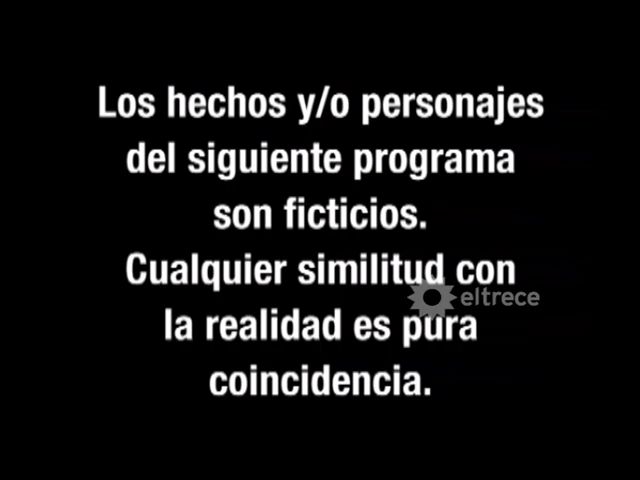 Los hechos y/o personajes
del siguiente programa
son ficticios.
Cualquier similitud con
la realidad es pura
coincidencia.
eltrece